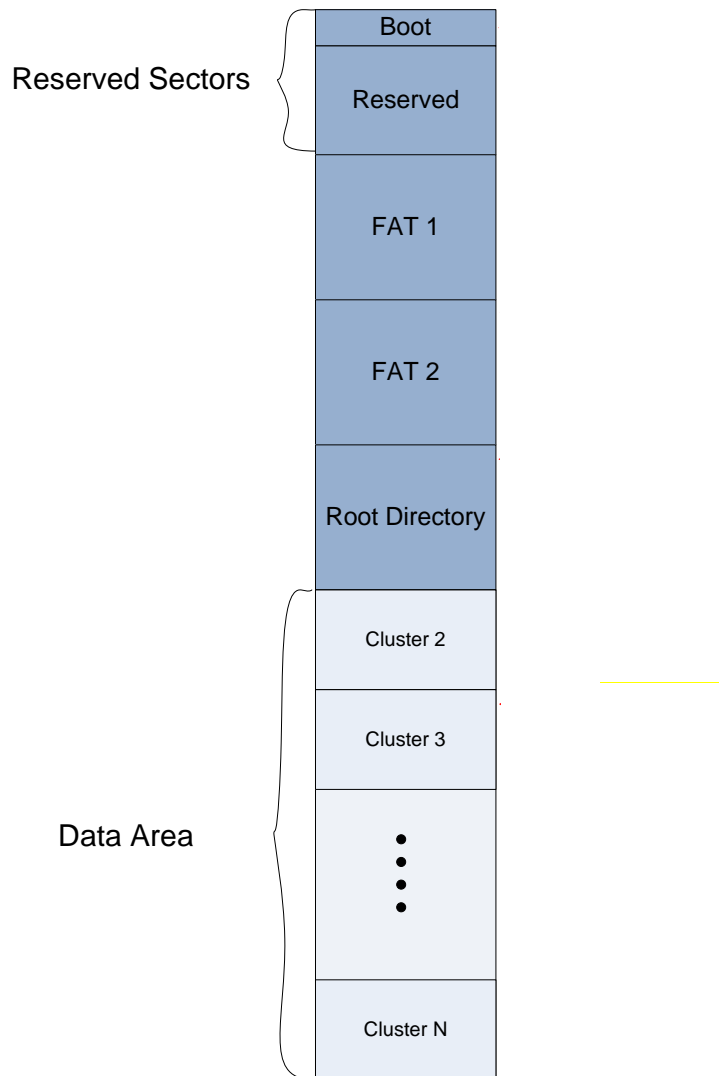 Boot
Reserved Sectors
Reserved
FAT 1
FAT 2
Root Directory
Cluster 2
Cluster 3
Data Area
Cluster N